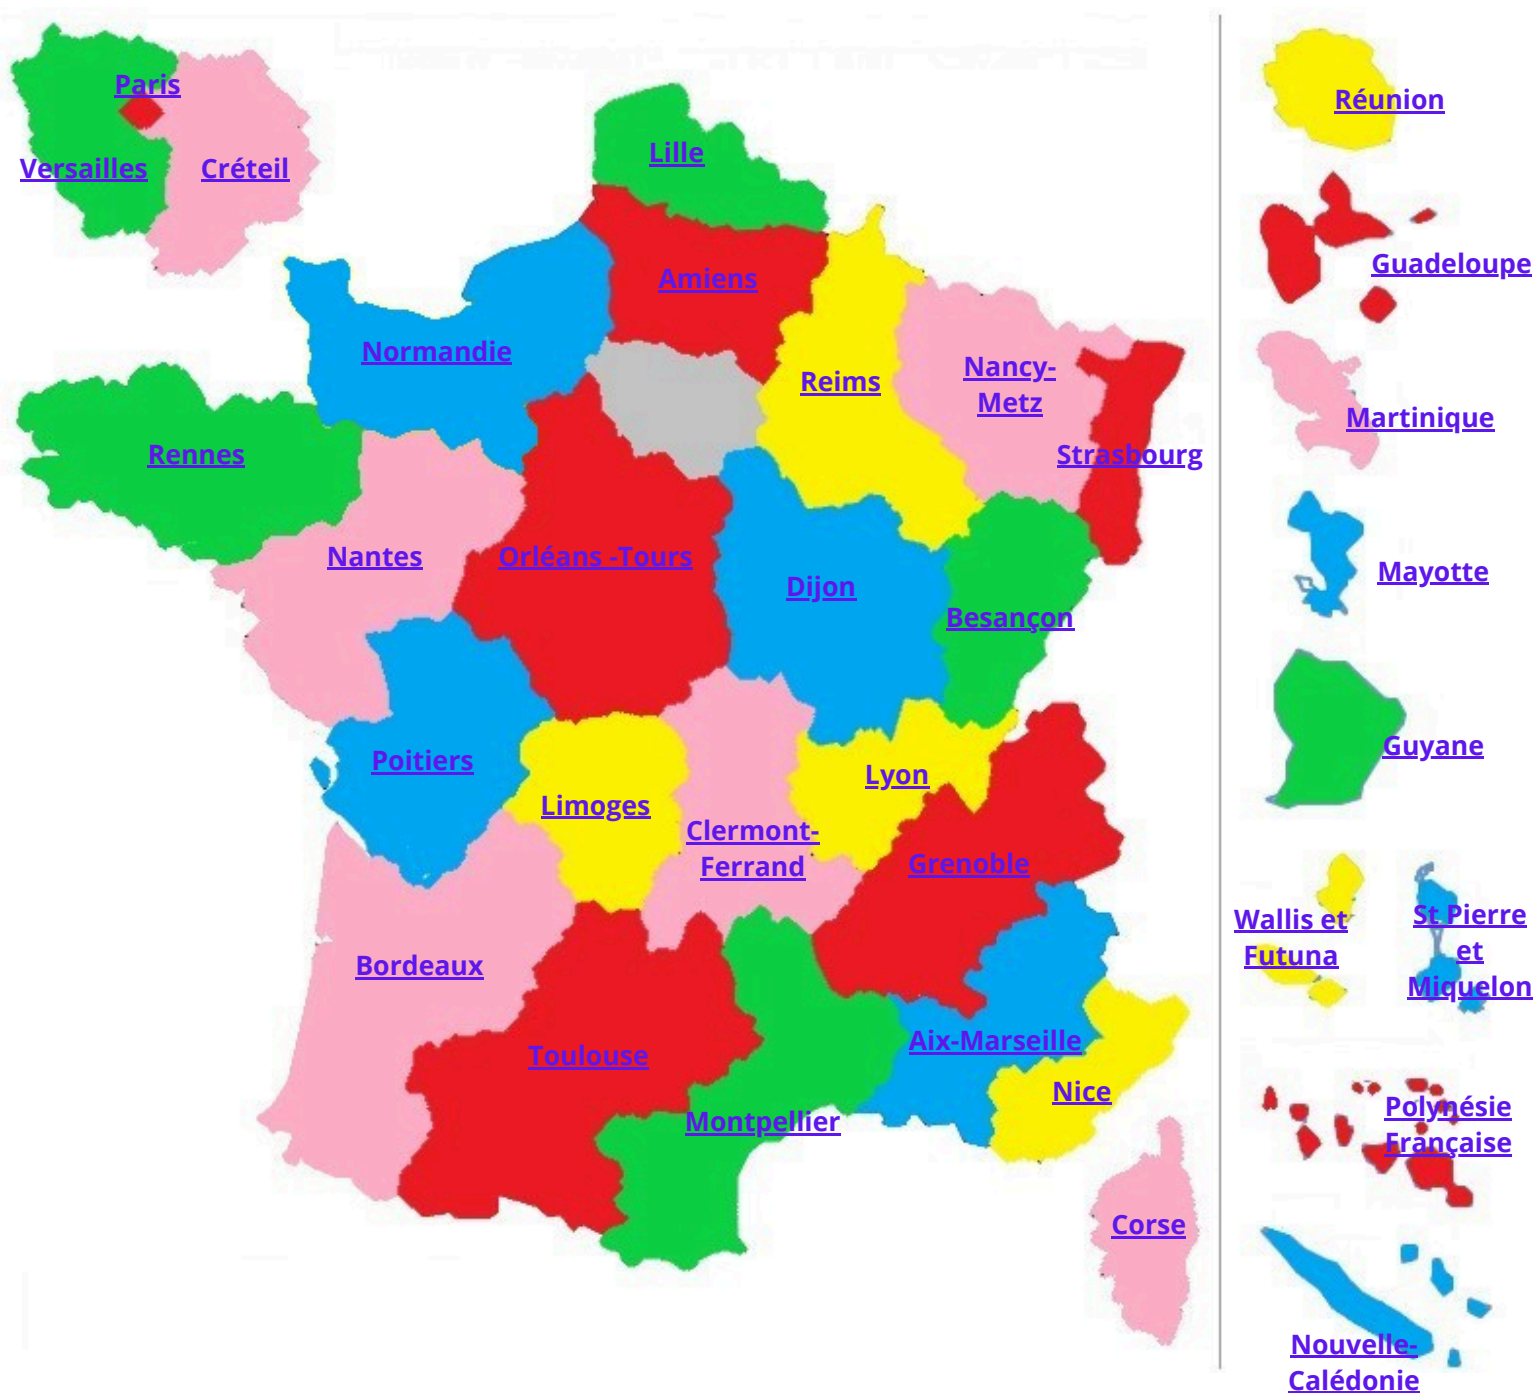 Paris
Versailles
Créteil
Lille
Amiens
Normandie
Reims
Nancy-
Metz
Rennes
Strasbourg
Nantes
Orléans -Tours
Dijon
Besançon
Poitiers
Limoges
Lyon
Clermont-
Ferrand
Grenoble
Bordeaux
Toulouse
Aix-Marseille
Nice
Montpellier
Corse
Réunion
Guadeloupe
Martinique
Mayotte
Guyane
Wallis et
Futuna
St Pierre
et
Miquelon
Polynésie
Française
Nouvelle-
Calédonie